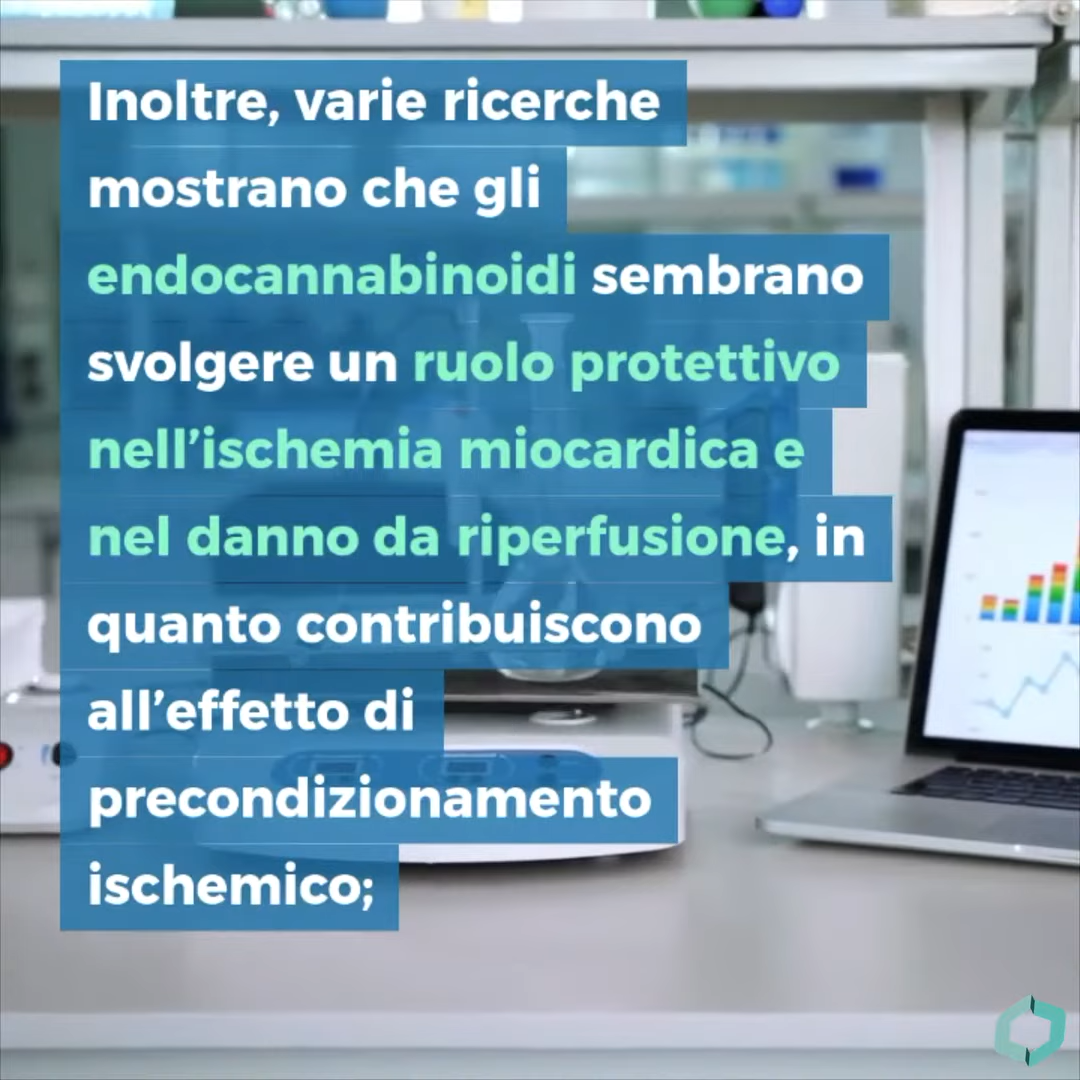 Inoltre, varie ricerche
mostrano che gli
endocannabinoidi sembrano
svolgere un ruolo protettivo
nell’ischemia miocardica e
nel danno da riperfusione, in
quanto contribuiscono
all’effetto di
precondizionamento
ischemico;